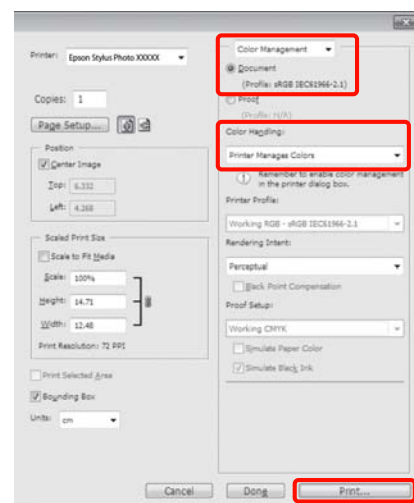 Printer: Epson Stylus Photo XXXXX
Copies: 1
Page Setup...
Position
Center Image
Top: 6.332
Left: 4.268
Scaled Print Size
Scale to Fit Media
Scale: 100%
Height: 14.71
Width: 12.48
Print Resolution: 72 PPI
Print Selected Area
Bounding Box
Units: cm
Color Management
Document
(Profile: sRGB IEC61966-2.1)
Proof
(Profile: N/A)
Color Handling:
Printer Manages Colors
Remember to enable color management
in the printer dialog box.
Printer Profile:
Working RGB - sRGB IEC61966-2.1
Rendering Intent:
Perceptual
Black Point Compensation
Proof Setup:
Working CMYK
Simulate Paper Color
Simulate Black Ink
Cancel Done Print...